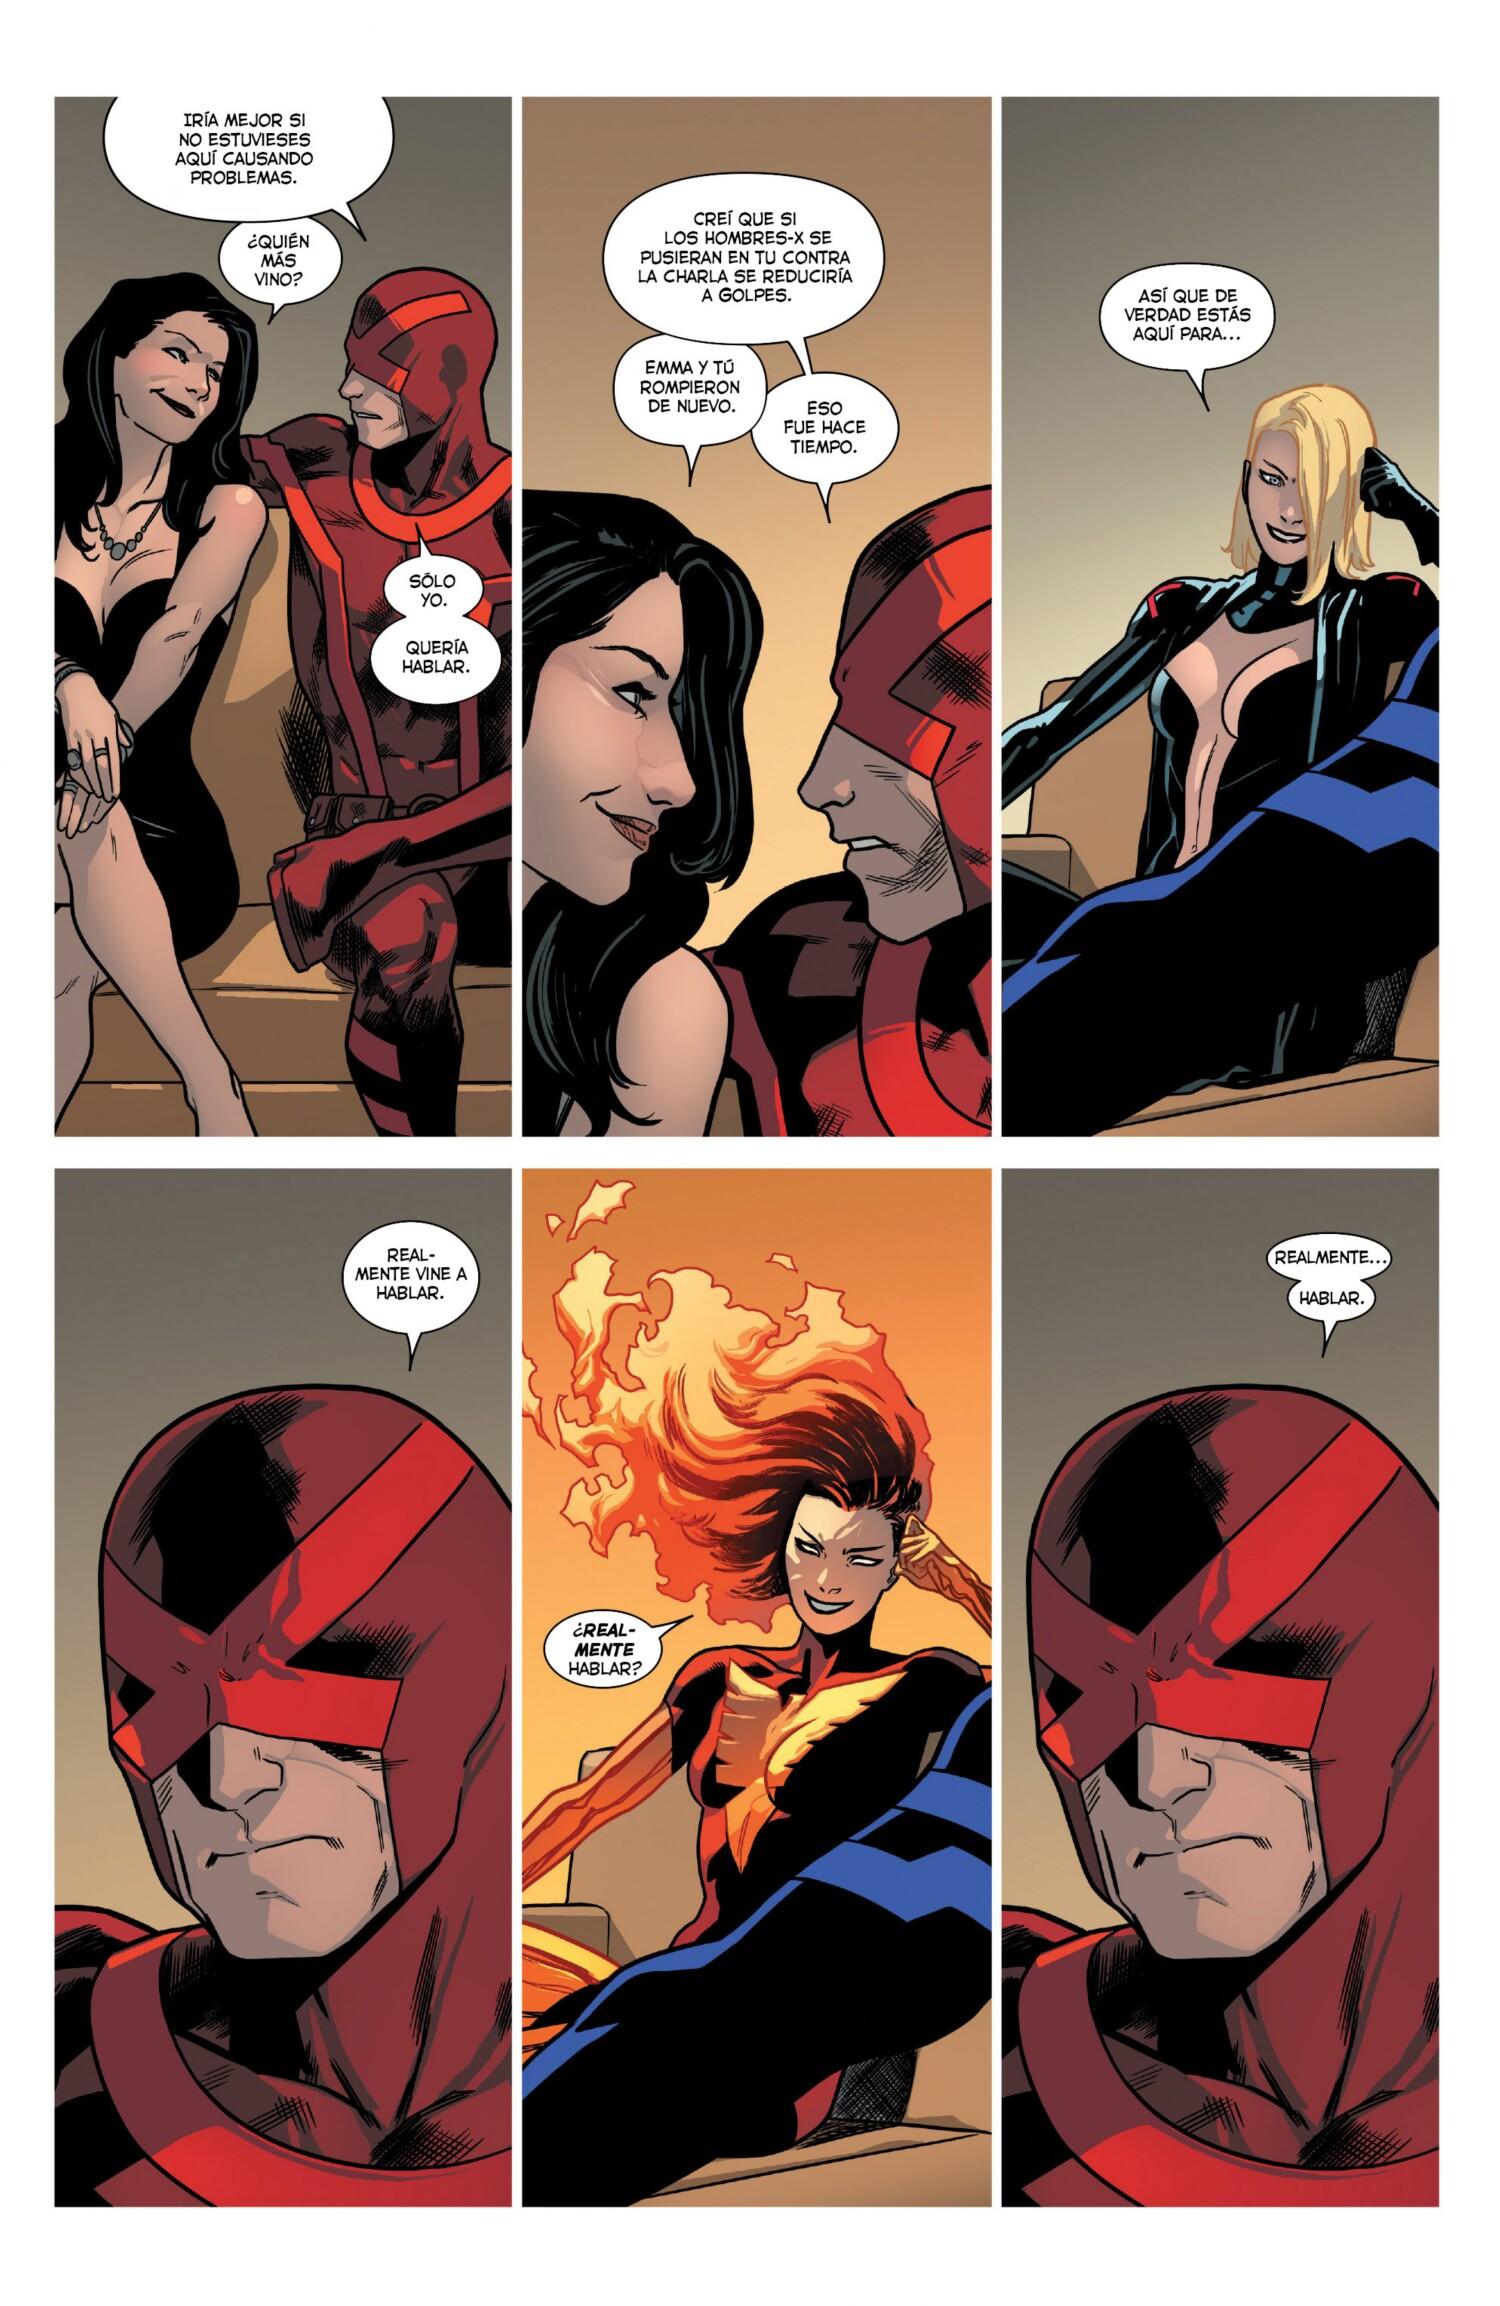 IRÍA MEJOR SI
NO ESTUVIESES
AQUÍ CAUSANDO
PROBLEMAS.
¿QUIÉN
MÁS
VINO?
SÓLO
YO.
QUERÍA
HABLAR.
CREÍ QUE SI
LOS HOMBRES-X SE
PUSIERAN EN TU CONTRA
LA CHARLA SE REDUCIRÍA
A GOLPES.
EMMA Y TÚ
ROMPIERON
DE NUEVO.
ESO
FUE HACE
TIEMPO.
ASÍ QUE DE
VERDAD ESTÁS
AQUÍ PARA...
REAL-
MENTE VINE A
HABLAR.
¿REAL-
MENTE
HABLAR?
REALMENTE...
HABLAR.